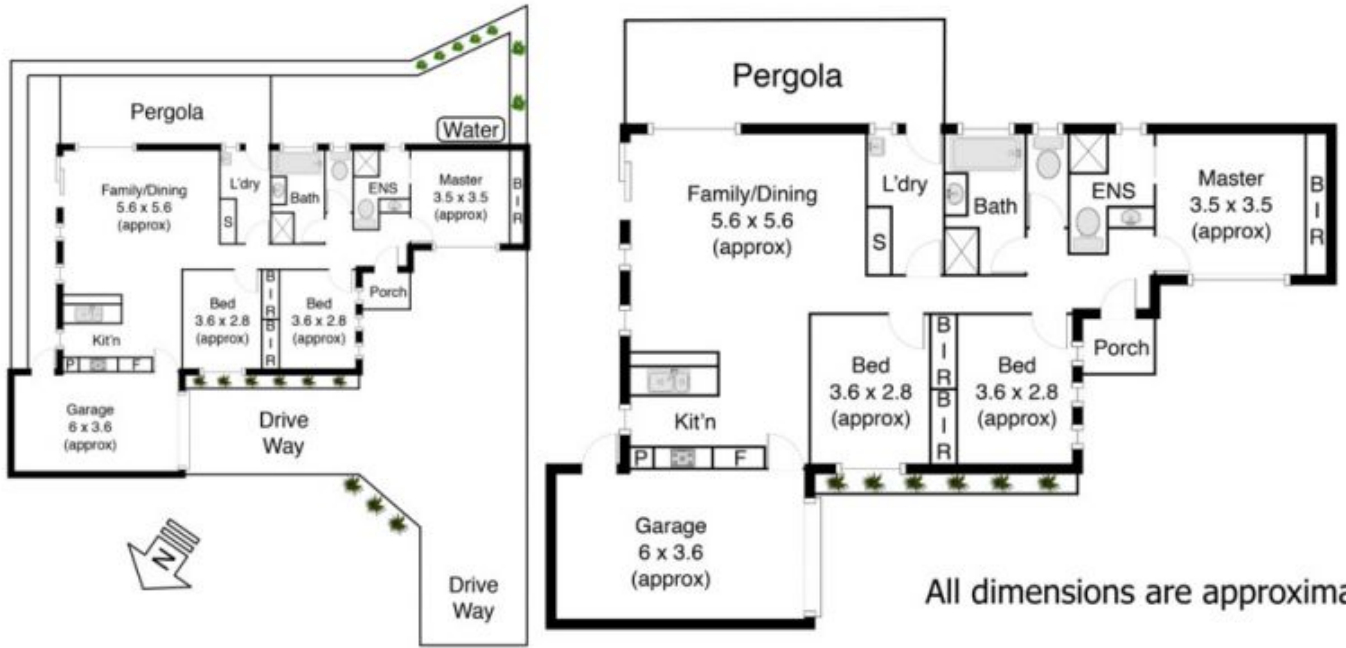 Pergola
Water
Family/Dining
5.6 x 5.6
(approx)
L'dry
S
Bath
ENS
Master
3.5 x 3.5
(approx)
B
I
R
Bed
3.6 x 2.8
(approx)
B
I
R
B
I
R
Bed
3.6 x 2.8
(approx)
Porch
Kit'n
P
F
Garage
6 x 3.6
(approx)
Drive
Way
N
Drive
Way
Pergola
Family/Dining
5.6 x 5.6
(approx)
L'dry
S
Bath
ENS
Master
3.5 x 3.5
(approx)
B
I
R
Bed
3.6 x 2.8
(approx)
B
I
R
B
I
R
Bed
3.6 x 2.8
(approx)
Porch
Kit'n
P
F
Garage
6 x 3.6
(approx)
All dimensions are approxima